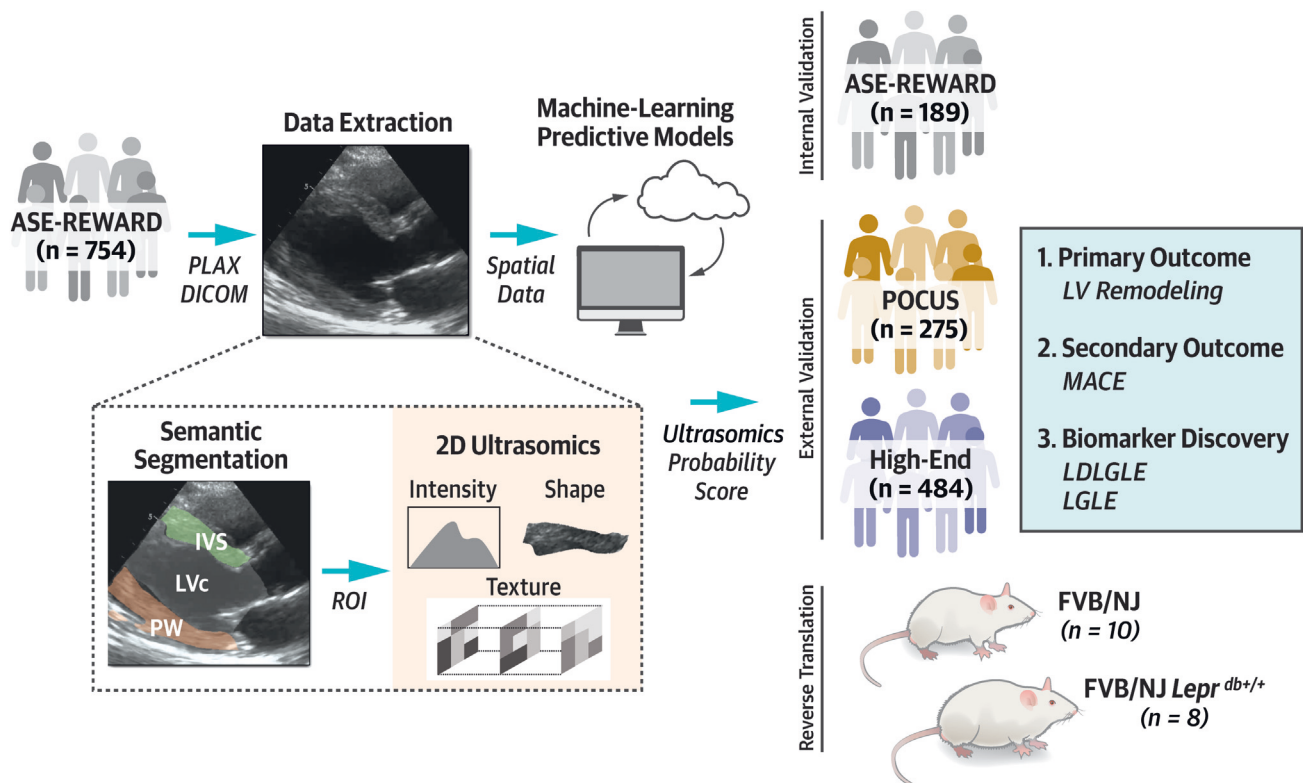 ASE-REWARD
(n = 754)
PLAX
DICOM
Data Extraction
5
Spatial
Data
Machine-Learning
Predictive Models
Semantic
Segmentation
5
IVS
LVc
PW
ROI
2D Ultrasomics
Intensity
Shape
Texture
Ultrasomics
Probability
Score
Internal Validation
ASE-REWARD
(n = 189)
External Validation
POCUS
(n = 275)
High-End
(n = 484)
1. Primary Outcome
LV Remodeling
2. Secondary Outcome
MACE
3. Biomarker Discovery
LDLGLE
LGLE
Reverse Translation
FVB/NJ
(n = 10)
FVB/NJ Lepr db+/+
(n = 8)